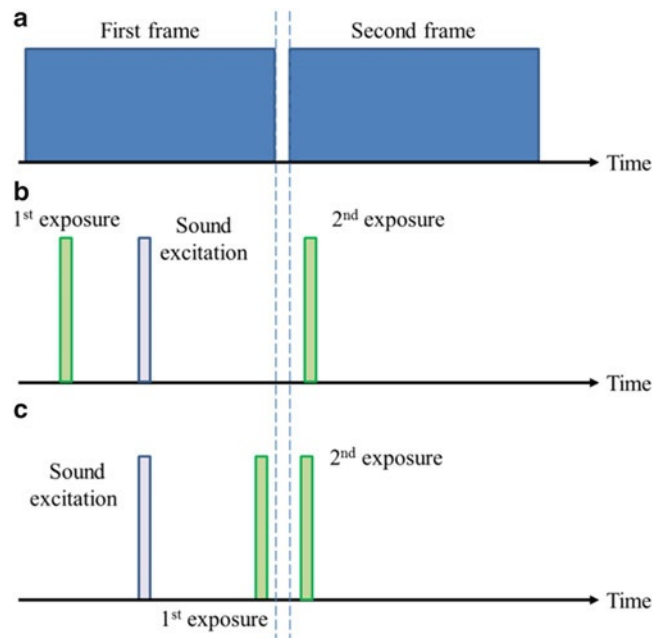 a
First frame
Second frame
Time
b
1st exposure
Sound
excitation
2nd exposure
Time
c
Sound
excitation
2nd exposure
1st exposure
Time